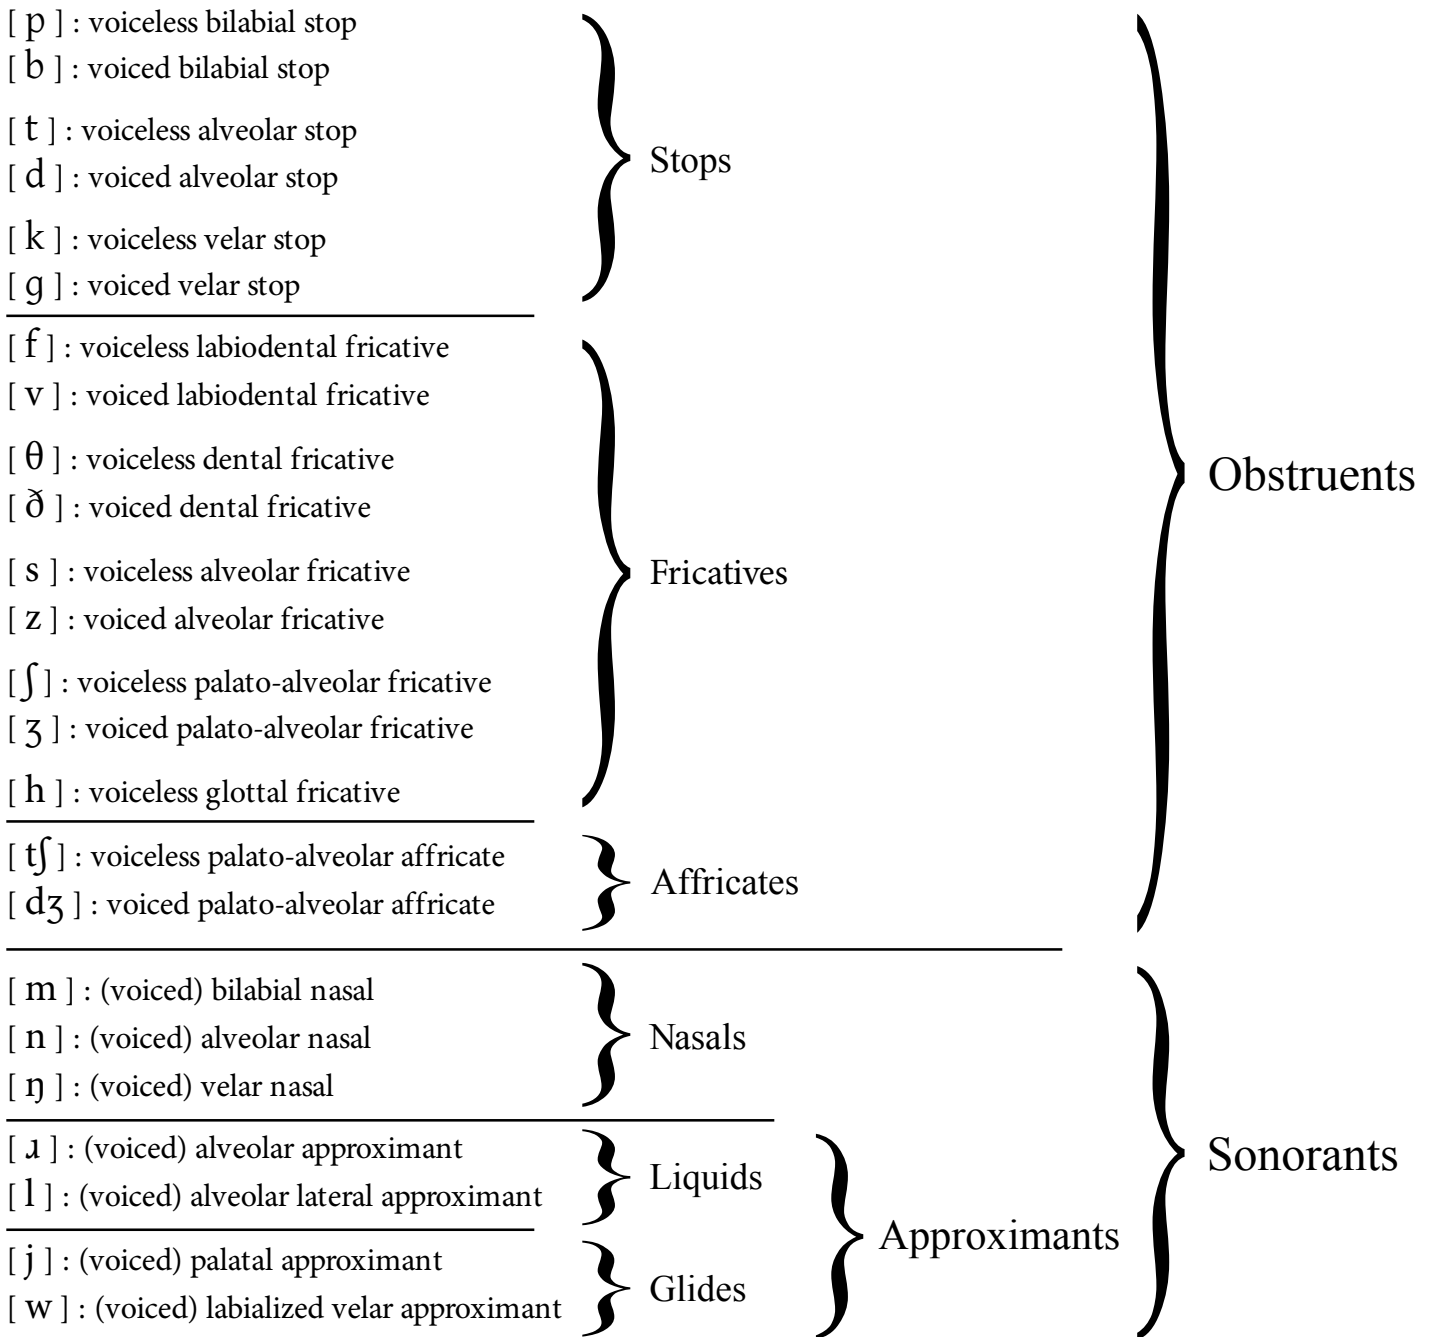 [ p ] : voiceless bilabial stop
[ b ] : voiced bilabial stop
[ t ] : voiceless alveolar stop
[ d ] : voiced alveolar stop
[ k ] : voiceless velar stop
[ ɡ ] : voiced velar stop
Stops
[ f ] : voiceless labiodental fricative
[ v ] : voiced labiodental fricative
[ θ ] : voiceless dental fricative
[ ð ] : voiced dental fricative
[ s ] : voiceless alveolar fricative
[ z ] : voiced alveolar fricative
[ ʃ ] : voiceless palato-alveolar fricative
[ ʒ ] : voiced palato-alveolar fricative
[ h ] : voiceless glottal fricative
Fricatives
[ tʃ ] : voiceless palato-alveolar affricate
[ dʒ ] : voiced palato-alveolar affricate
Affricates
Obstruents
[ m ] : (voiced) bilabial nasal
[ n ] : (voiced) alveolar nasal
[ ŋ ] : (voiced) velar nasal
Nasals
[ ɹ ] : (voiced) alveolar approximant
[ l ] : (voiced) alveolar lateral approximant
Liquids
[ j ] : (voiced) palatal approximant
[ w ] : (voiced) labialized velar approximant
Glides
Approximants
Sonorants